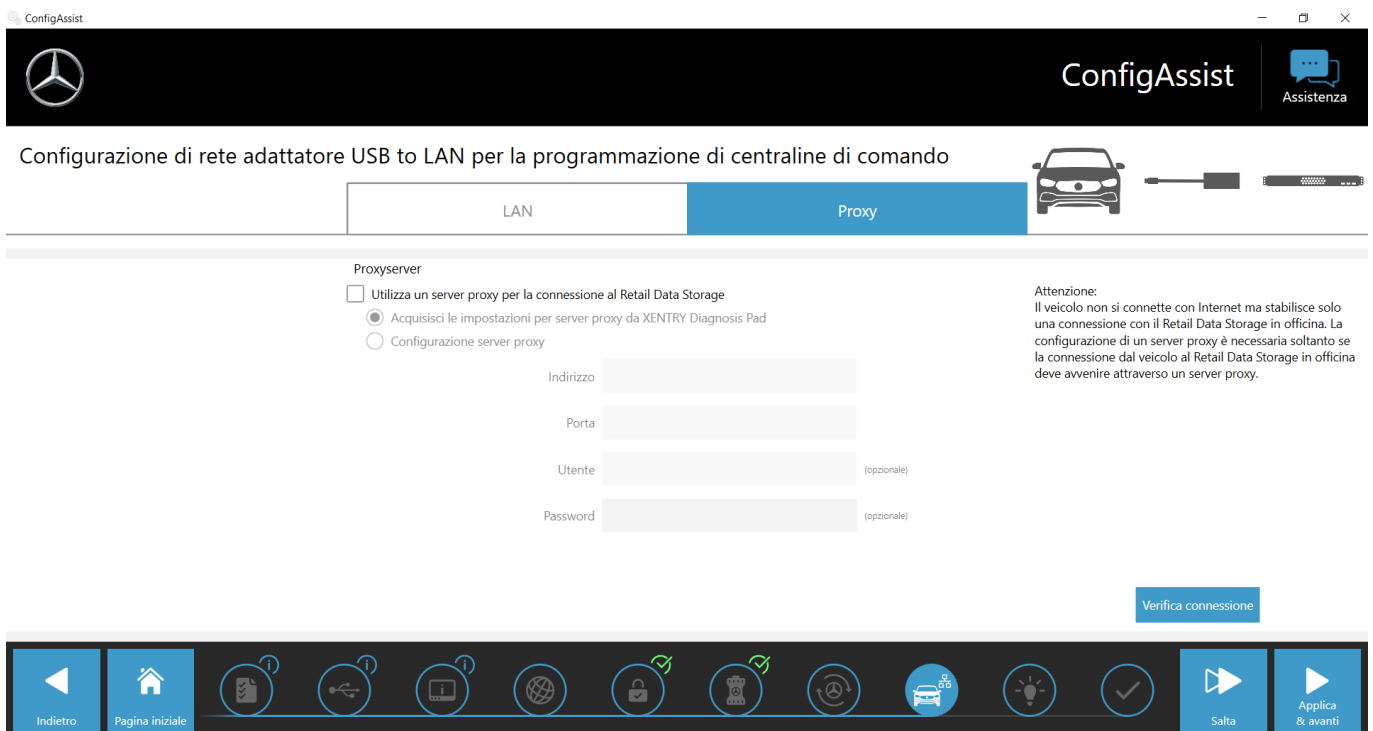 ConfigAssist
ConfigAssist
Assistenza
Configurazione di rete adattatore USB to LAN per la programmazione di centraline di comando
LAN
Proxy
Proxyserver
Utilizza un server proxy per la connessione al Retail Data Storage
Acquisisci le impostazioni per server proxy da XENTRY Diagnosis Pad
Configurazione server proxy
Indirizzo
Porta
Utente
(opzionale)
Password
(opzionale)
Attenzione:
Il veicolo non si connette con Internet ma stabilisce solo
una connessione con il Retail Data Storage in officina. La
configurazione di un server proxy è necessaria soltanto se
la connessione dal veicolo al Retail Data Storage in officina
deve avvenire attraverso un server proxy.
Verifica connessione
Indietro
Pagina iniziale
Salta
Applica
& avanti